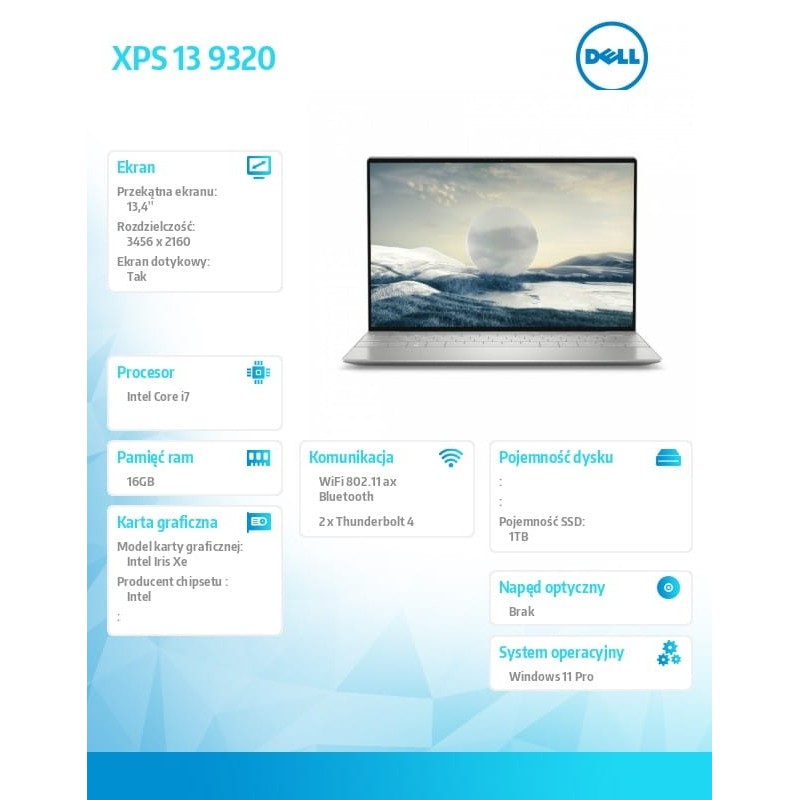 XPS 13 9320
DELL
Ekran
Przekątna ekranu:
13,4"
Rozdzielczość:
3456 x 2160
Ekran dotykowy:
Tak
Procesor
Intel Core i7
Pamięć ram
16GB
Karta graficzna
Model karty graficznej:
Intel Iris Xe
Producent chipsetu :
Intel
:
Komunikacja
WiFi 802.11 ax
Bluetooth
2 x Thunderbolt 4
Pojemność dysku
:
:
Pojemność SSD:
1TB
Napęd optyczny
Brak
System operacyjny
Windows 11 Pro